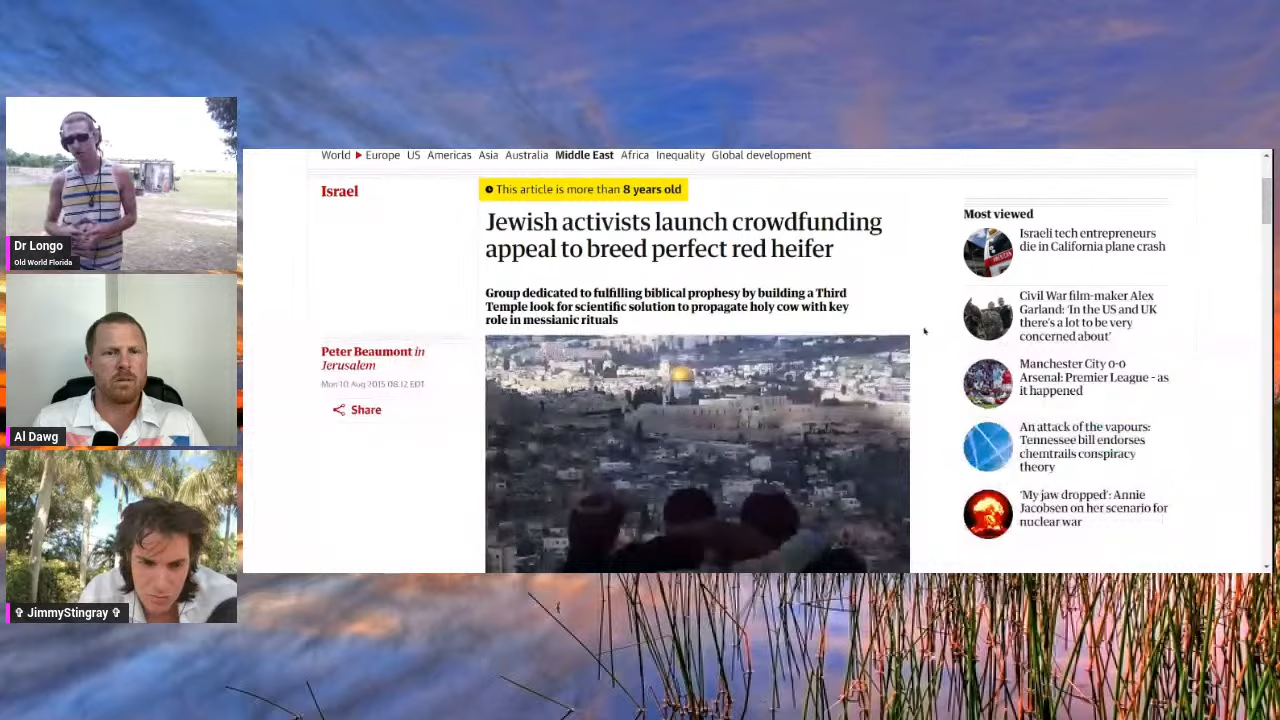 World ▶ Europe US Americas Asia Australia Middle East Africa Inequality Global development
Israel
This article is more than 8 years old
Jewish activists launch crowdfunding
appeal to breed perfect red heifer
Group dedicated to fulfilling biblical prophesy by building a Third
Temple look for scientific solution to propagate holy cow with key
role in messianic rituals
Peter Beaumont in
Jerusalem
Mon 10 Aug 2015 06.12 EDT
Share
Most viewed
Israeli tech entrepreneurs
die in California plane crash
Civil War film-maker Alex
Garland: ‘In the US and UK
there’s a lot to be very
concerned about’
Manchester City 0-0
Arsenal: Premier League – as
it happened
An attack of the vapours:
Tennessee bill endorses
chemtrails conspiracy
theory
‘My jaw dropped’: Annie
Jacobsen on her scenario for
nuclear war
Dr Longo
Old World Florida
Al Dawg
✞ JimmyStingray ✞